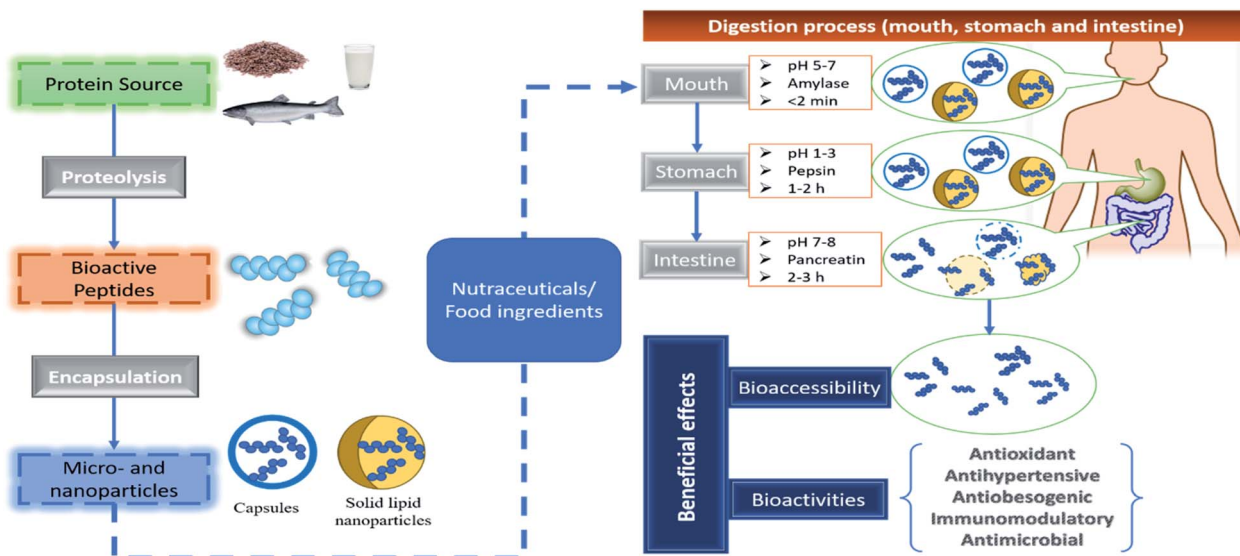 Protein Source
Proteolysis
Bioactive
Peptides
Encapsulation
Micro- and
nanoparticles
Capsules
Solid lipid
nanoparticles
Nutraceuticals/
Food ingredients
Digestion process (mouth, stomach and intestine)
Mouth
➢ pH 5-7
➢ Amylase
➢ <2 min
Stomach
➢ pH 1-3
➢ Pepsin
➢ 1-2 h
Intestine
➢ pH 7-8
➢ Pancreatin
➢ 2-3 h
Beneficial effects
Bioaccessibility
Bioactivities
Antioxidant
Antihypertensive
Antiobesogenic
Immunomodulatory
Antimicrobial